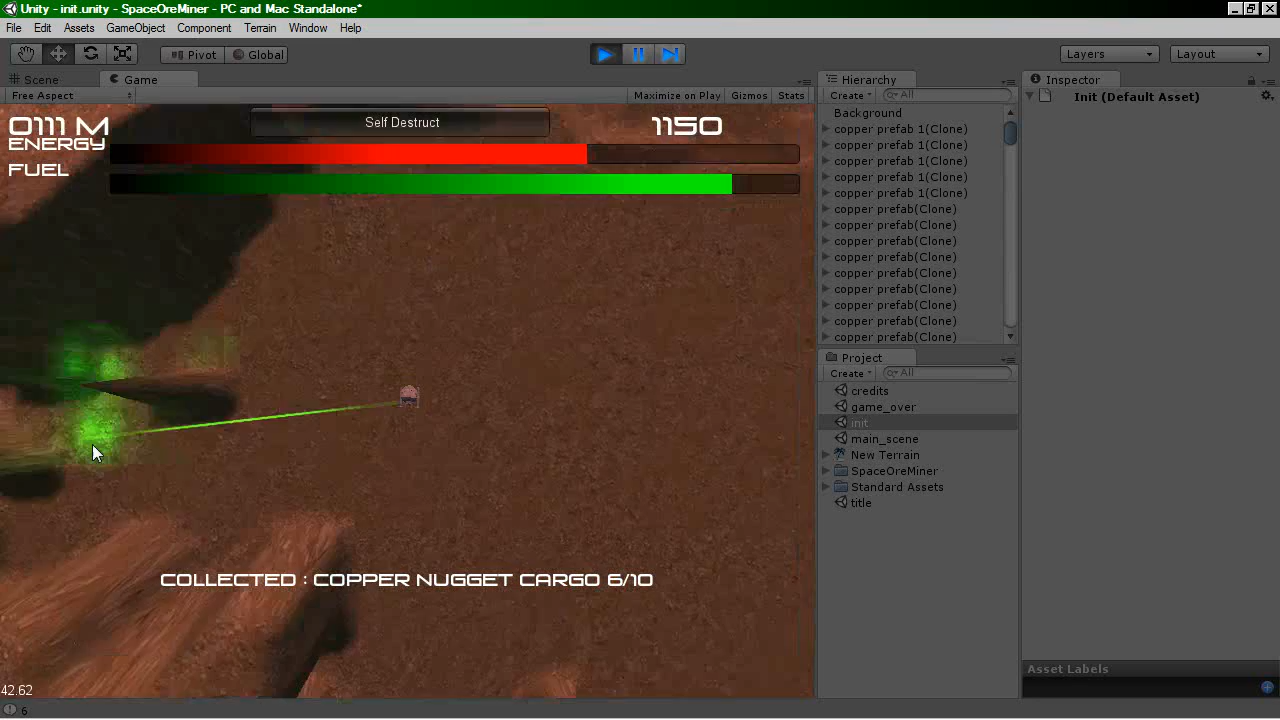 Unity - init.unity - SpaceOreMiner - PC and Mac Standalone*
File Edit Assets GameObject Component Terrain Window Help
Pivot Global Layers Layout
Scene Game Hierarchy Inspector
Free Aspect Maximize on Play Gizmos Stats Create All Init (Default Asset)
0111 M Self Destruct 1150
ENERGY
FUEL
Background
copper prefab 1(Clone)
copper prefab 1(Clone)
copper prefab 1(Clone)
copper prefab 1(Clone)
copper prefab 1(Clone)
copper prefab(Clone)
copper prefab(Clone)
copper prefab(Clone)
copper prefab(Clone)
copper prefab(Clone)
copper prefab(Clone)
copper prefab(Clone)
copper prefab(Clone)
copper prefab(Clone)
Project
Create All
credits
game_over
init
main_scene
New Terrain
SpaceOreMiner
Standard Assets
title
COLLECTED : COPPER NUGGET CARGO 6/10
Asset Labels
42.62
6